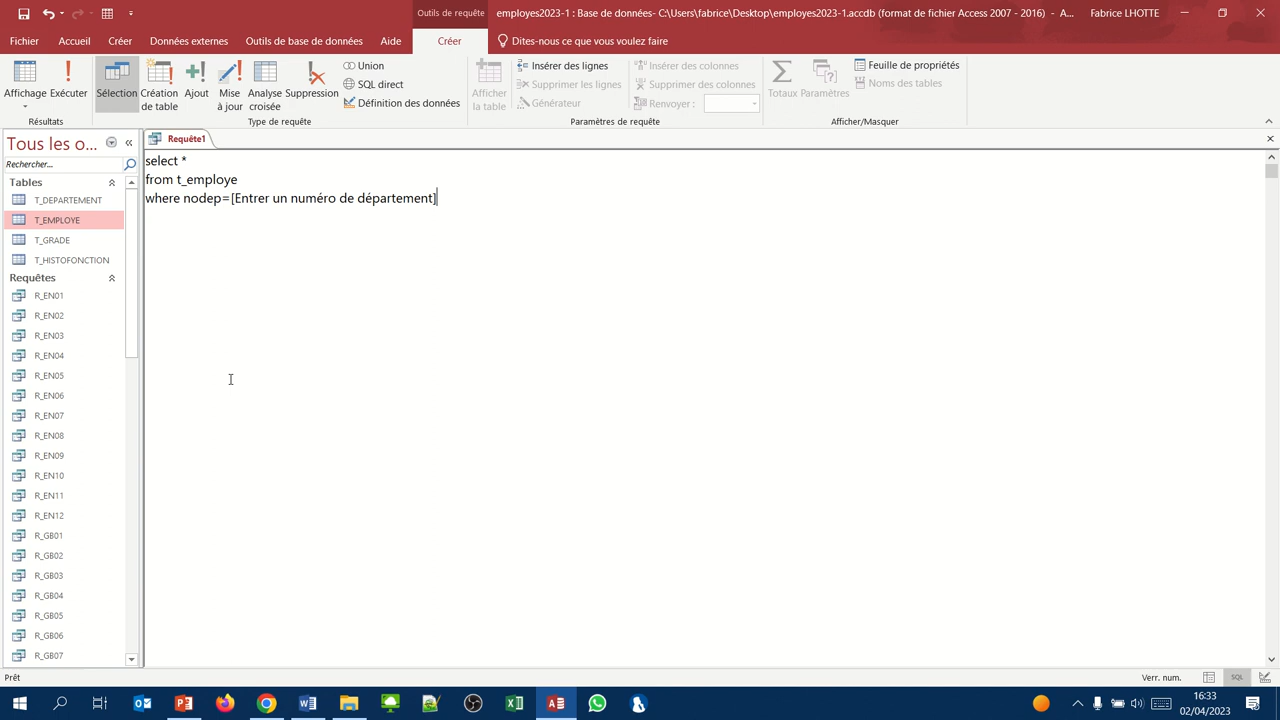 Outils de requête
employes2023-1 : Base de données- C:\Users\fabrice\Desktop\employes2023-1.accdb (format de fichier Access 2007 - 2016) - A...
Fabrice LHOTTE
Fichier Accueil Créer Données externes Outils de base de données Aide Créer Dites-nous ce que vous voulez faire
Affichage Exécuter
Résultats
Sélection Création de table Ajout Mise à jour Analyse croisée Suppression
Union
SQL direct
Définition des données
Type de requête
Afficher la table
Insérer des lignes
Supprimer les lignes
Générateur
Insérer des colonnes
Supprimer des colonnes
Renvoyer :
Paramètres de requête
Totaux Paramètres
Feuille de propriétés
Noms des tables
Afficher/Masquer
Tous les o...
Rechercher...
Tables
T_DEPARTEMENT
T_EMPLOYE
T_GRADE
T_HISTOFONCTION
Requêtes
R_EN01
R_EN02
R_EN03
R_EN04
R_EN05
R_EN06
R_EN07
R_EN08
R_EN09
R_EN10
R_EN11
R_EN12
R_GB01
R_GB02
R_GB03
R_GB04
R_GB05
R_GB06
R_GB07
Requête1
select *
from t_employe
where nodep=[Entrer un numéro de département]
Prêt
Verr. num.
SQL
16:33
02/04/2023